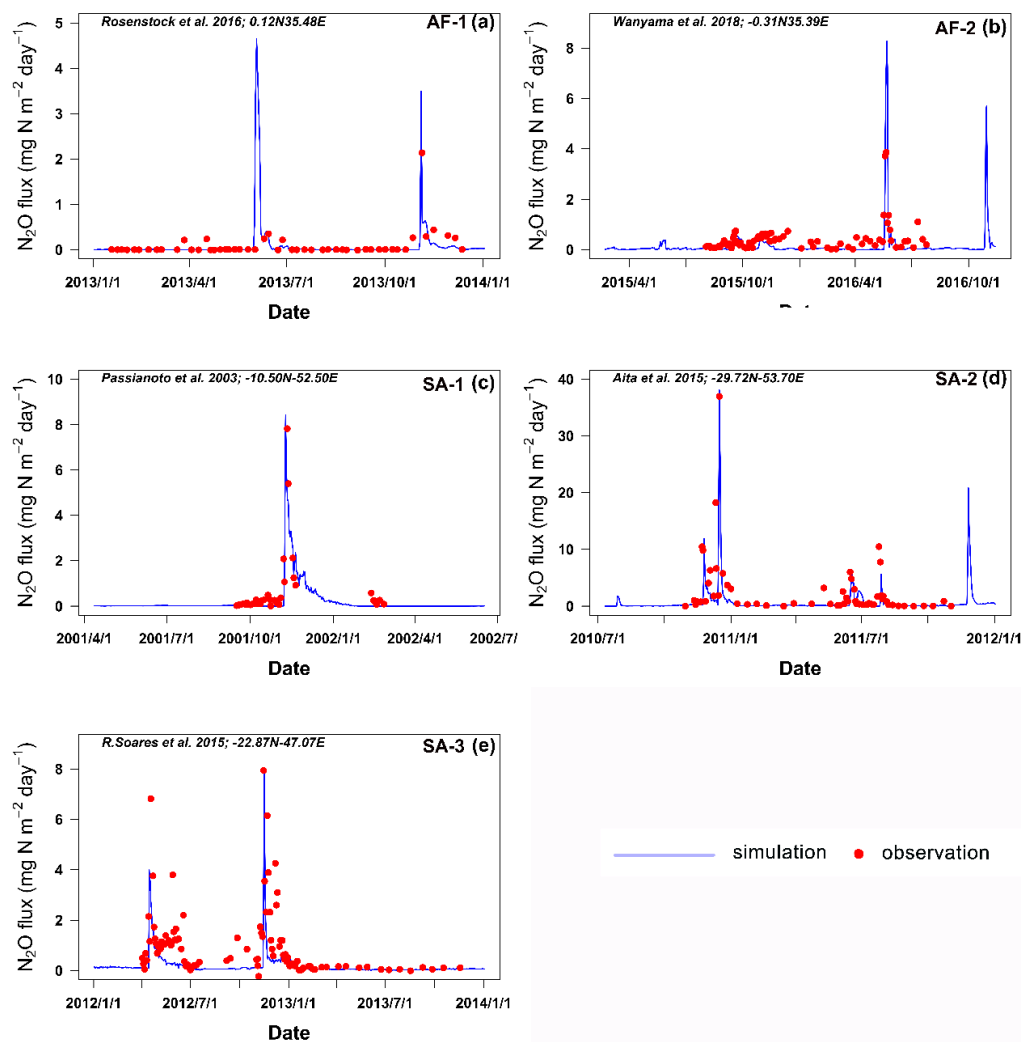 Rosenstock et al. 2016; 0.12N35.48E
AF-1 (a)
N₂O flux (mg N m⁻² day⁻¹)
5
4
3
2
1
0
2013/1/1 2013/4/1 2013/7/1 2013/10/1 2014/1/1
Date
Wanyama et al. 2018; -0.31N35.39E
AF-2 (b)
N₂O flux (mg N m⁻² day⁻¹)
8
6
4
2
0
2015/4/1 2015/10/1 2016/4/1 2016/10/1
Date
Passianoto et al. 2003; -10.50N-52.50E
SA-1 (c)
N₂O flux (mg N m⁻² day⁻¹)
10
8
6
4
2
0
2001/4/1 2001/7/1 2001/10/1 2002/1/1 2002/4/1 2002/7/
Date
Aita et al. 2015; -29.72N-53.70E
SA-2 (d)
N₂O flux (mg N m⁻² day⁻¹)
40
30
20
10
0
2010/7/1 2011/1/1 2011/7/1 2012/1/1
Date
R.Soares et al. 2015; -22.87N-47.07E
SA-3 (e)
N₂O flux (mg N m⁻² day⁻¹)
8
6
4
2
0
2012/1/1 2012/7/1 2013/1/1 2013/7/1 2014/1/1
Date
simulation observation